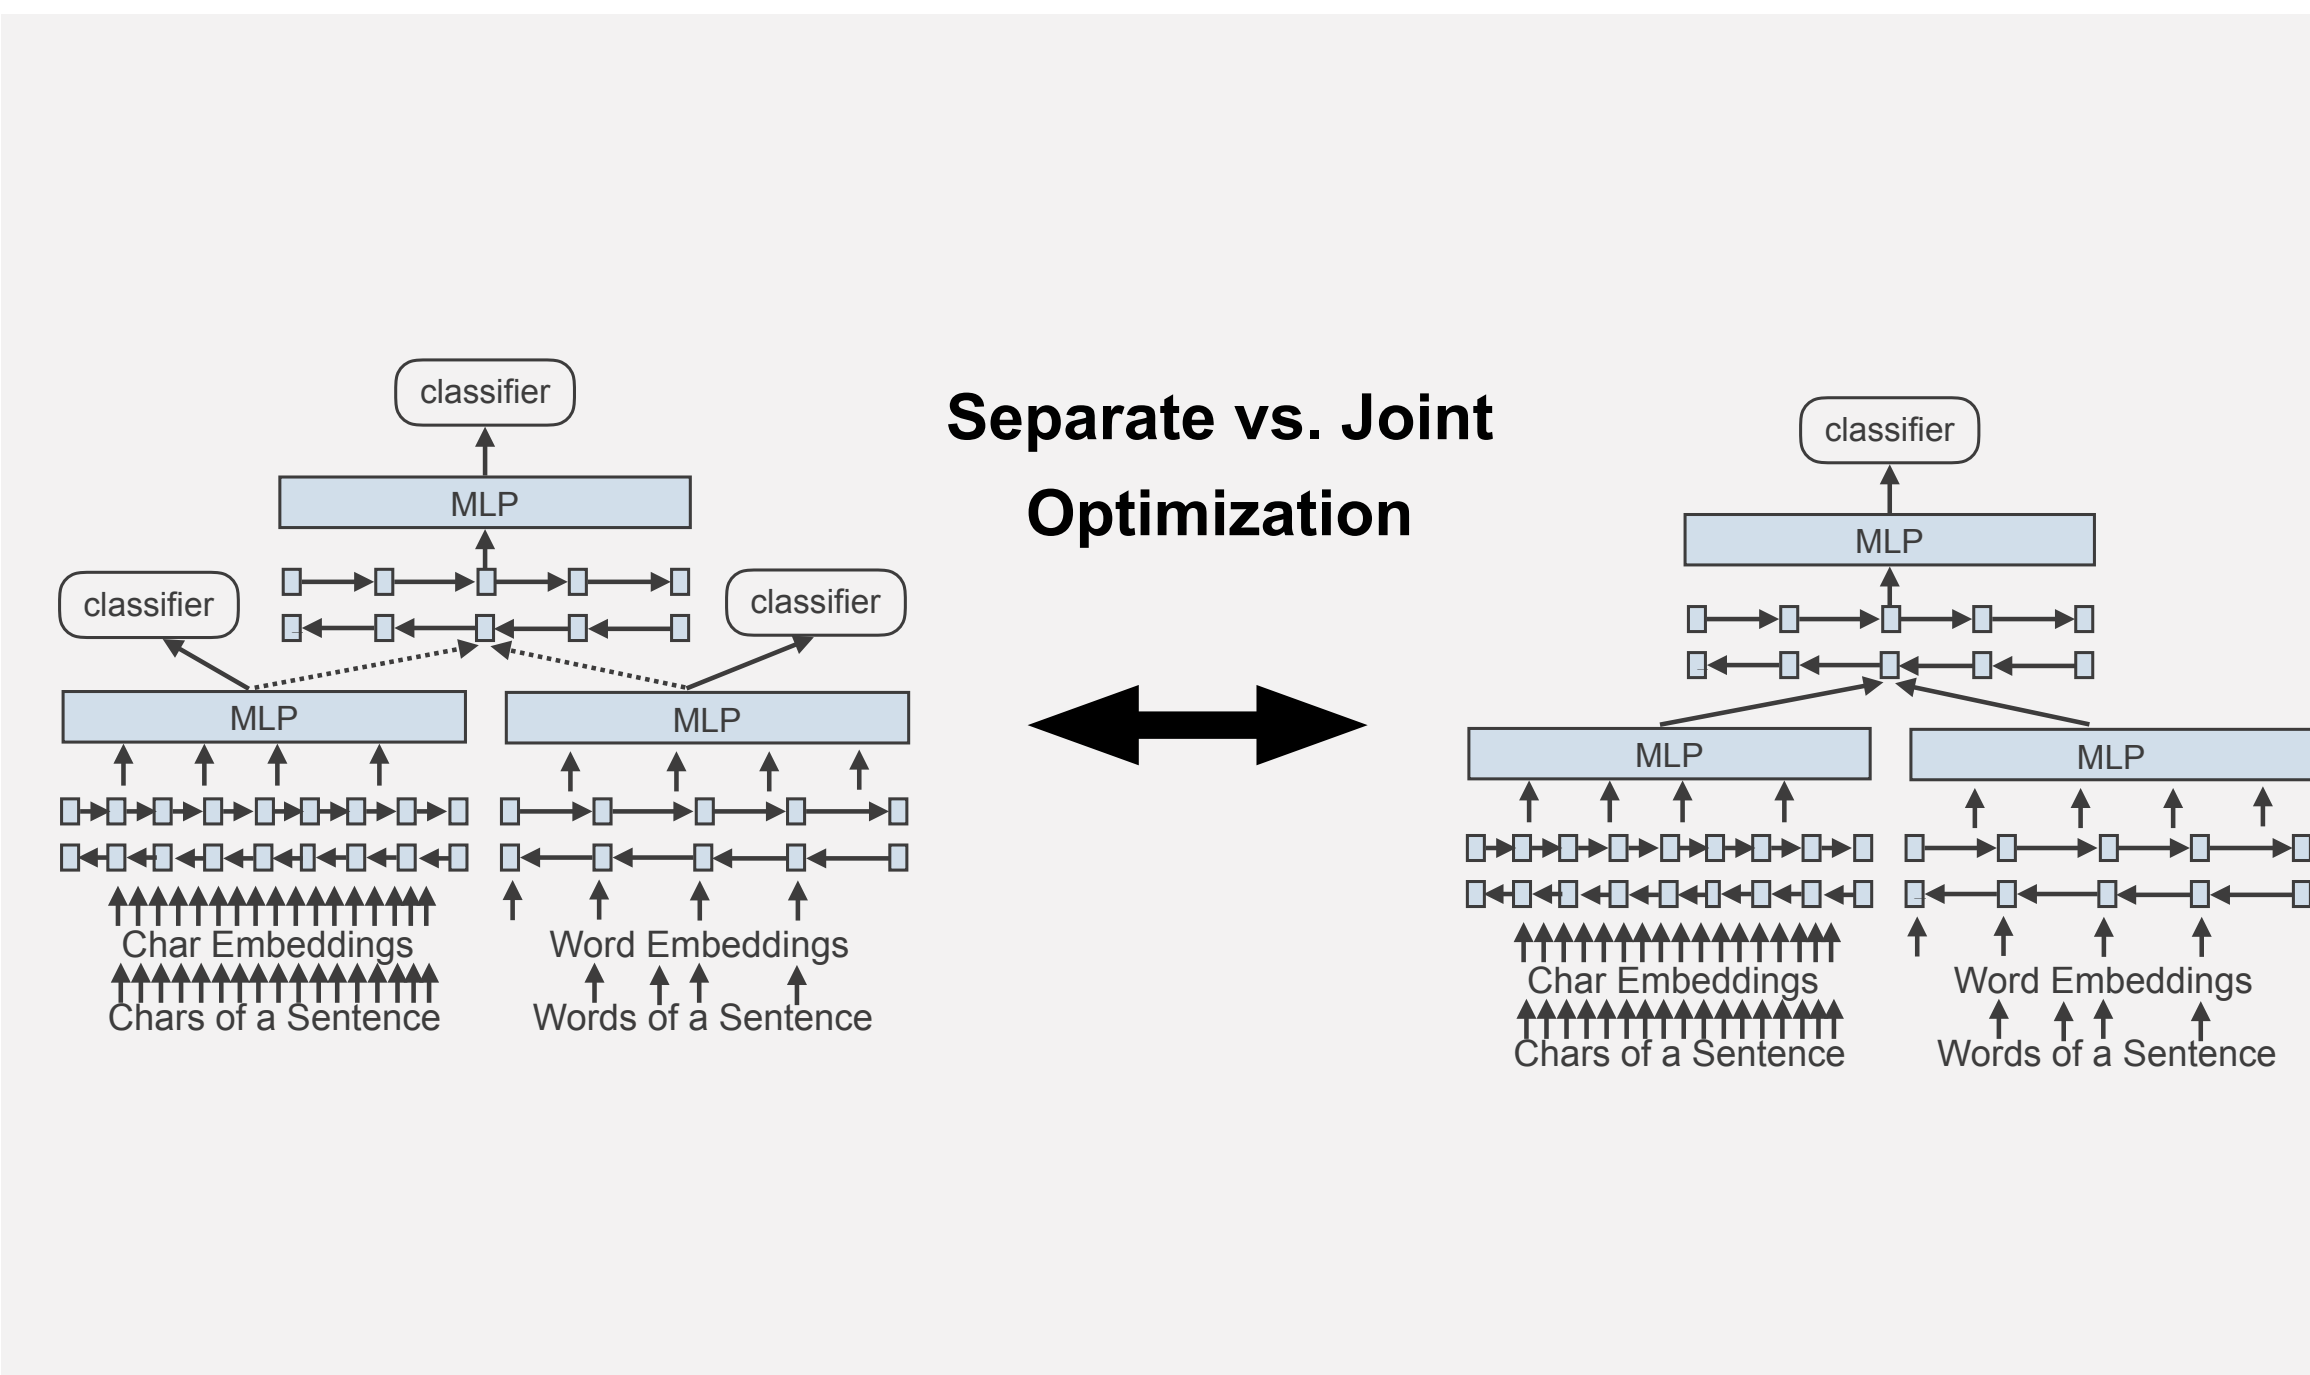 classifier
MLP
classifier
classifier
MLP
MLP
Char Embeddings
Word Embeddings
Chars of a Sentence
Words of a Sentence
Separate vs. Joint
Optimization
classifier
MLP
MLP
MLP
Char Embeddings
Word Embeddings
Chars of a Sentence
Words of a Sentence